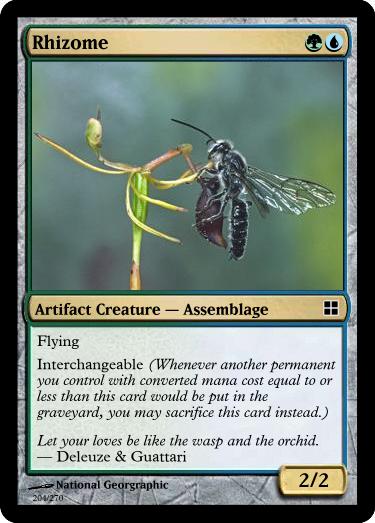 Rhizome
Artifact Creature — Assemblage
Flying
Interchangeable (Whenever another permanent
you control with converted mana cost equal to or
less than this card would be put in the
graveyard, you may sacrifice this card instead.)
Let your loves be like the wasp and the orchid.
— Deleuze & Guattari
2/2
National Georgraphic
204/270